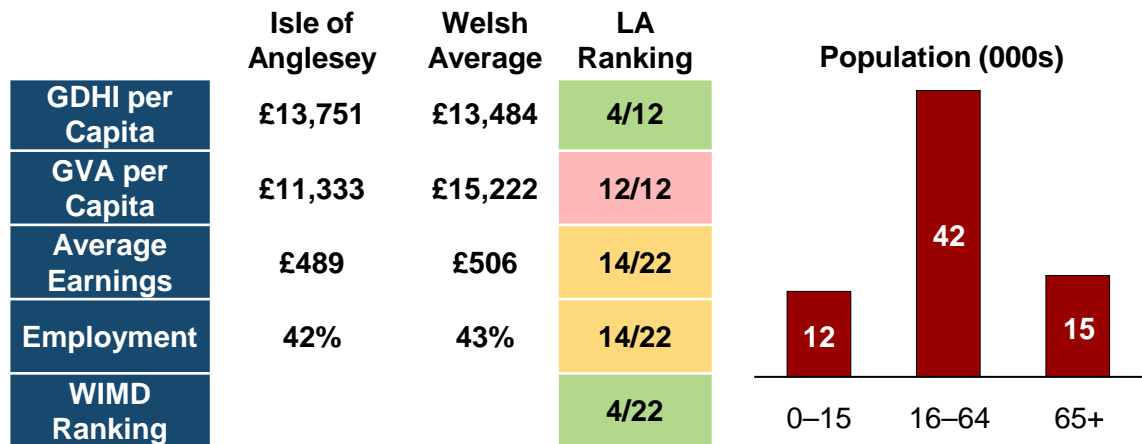 Isle of Anglesey
Welsh Average
LA Ranking
GDHI per Capita
£13,751
£13,484
4/12
GVA per Capita
£11,333
£15,222
12/12
Average Earnings
£489
£506
14/22
Employment
42%
43%
14/22
WIMD Ranking
4/22
Population (000s)
12
42
15
0–15
16–64
65+